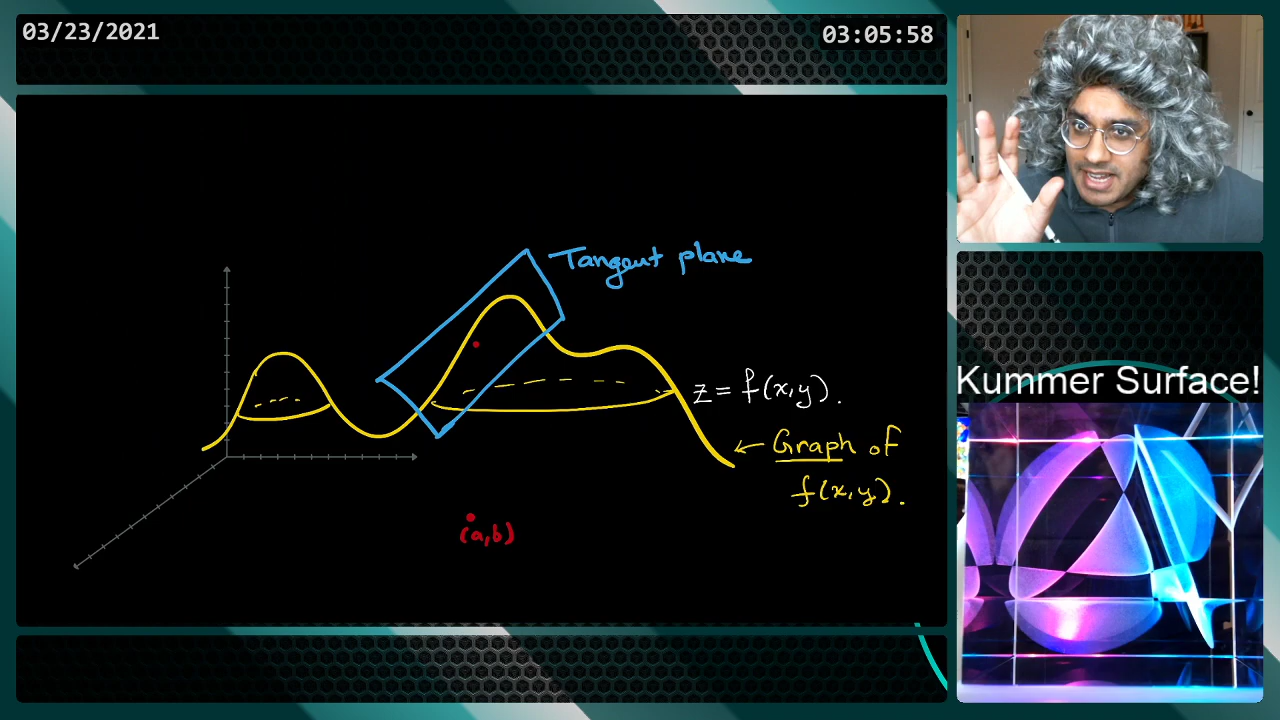 03/23/2021
03:05:58
Tangent plane
z = f(x,y).
← Graph of
f(x,y).
(a,b)
Kummer Surface!